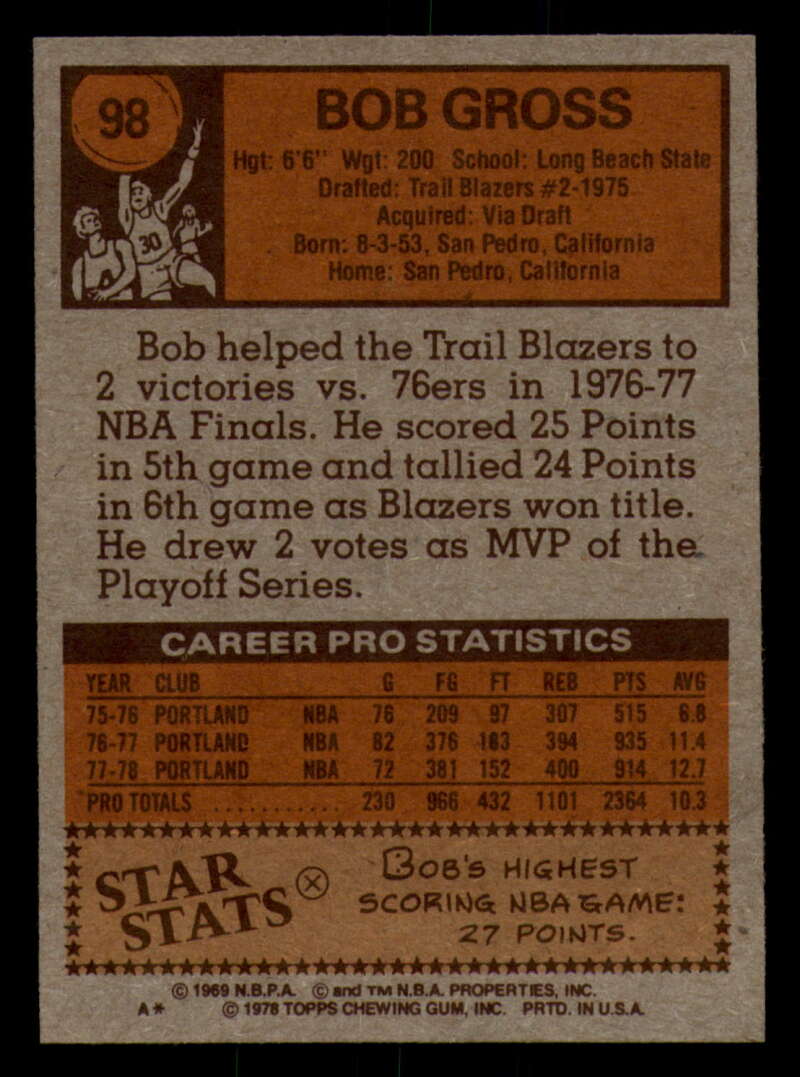 98
30
BOB GROSS
Hgt: 6'6" Wgt: 200 School: Long Beach State
Drafted: Trail Blazers #2-1975
Acquired: Via Draft
Born: 8-3-53, San Pedro, California
Home: San Pedro, California
Bob helped the Trail Blazers to
2 victories vs. 76ers in 1976-77
NBA Finals. He scored 25 Points
in 5th game and tallied 24 Points
in 6th game as Blazers won title.
He drew 2 votes as MVP of the
Playoff Series.
CAREER PRO STATISTICS
YEAR CLUB G FG FT REB PTS AVG
75-76 PORTLAND NBA 76 209 97 307 515 6.8
76-77 PORTLAND NBA 82 376 183 394 935 11.4
77-78 PORTLAND NBA 72 381 152 400 914 12.7
PRO TOTALS ........... 230 966 432 1101 2364 10.3
STAR STATS
BOB'S HIGHEST
SCORING NBA GAME:
27 POINTS.
© 1969 N.B.P.A. © and TM N.B.A. PROPERTIES, INC.
A* © 1978 TOPPS CHEWING GUM, INC. PRTD. IN U.S.A.